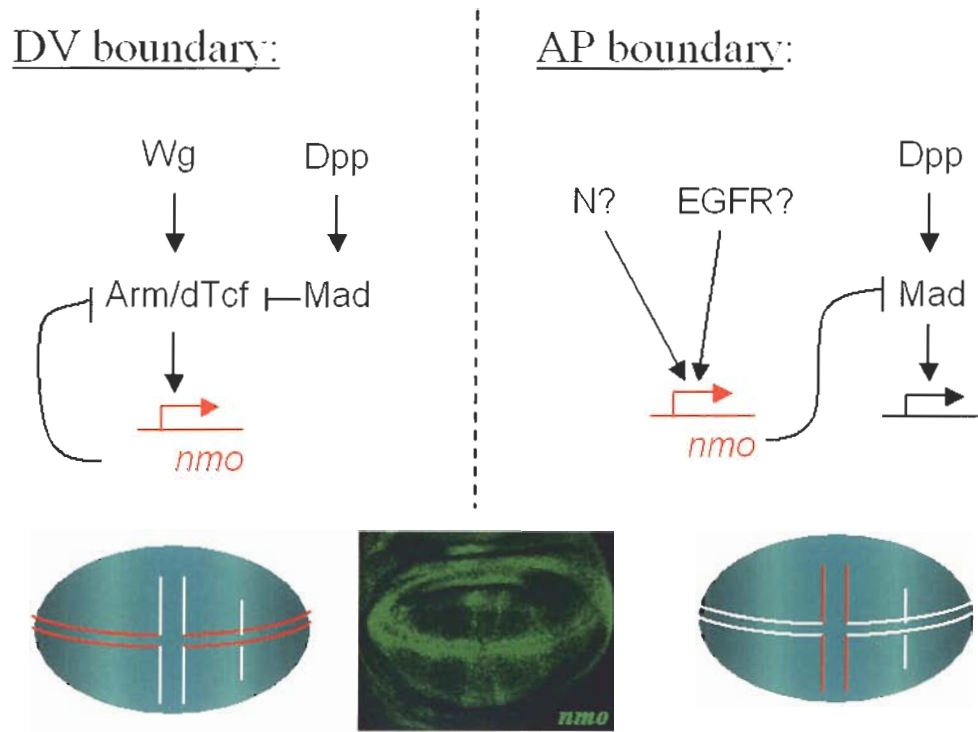 DV boundary:
AP boundary:
Wg
Dpp
Dpp
N?
EGFR?
Arm/dTcf
Mad
Mad
nmo
nmo
nmo